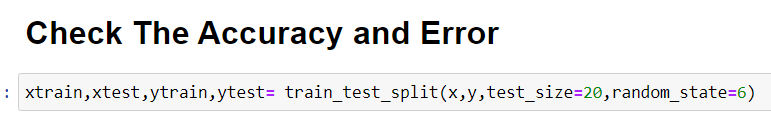 Check The Accuracy and Error
: xtrain,xtest,ytrain,ytest= train_test_split(x,y,test_size=20,random_state=6)